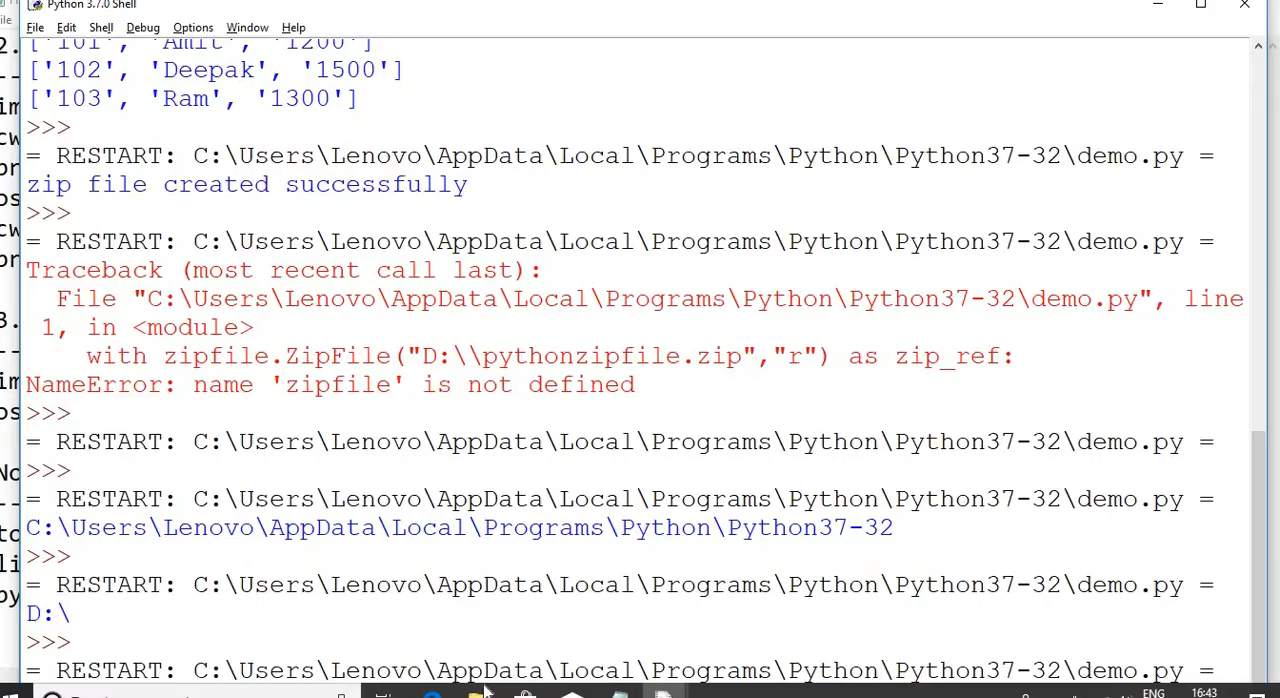 Python 3.7.0 Shell
File Edit Shell Debug Options Window Help
['101', 'Amit', '1200']
['102', 'Deepak', '1500']
['103', 'Ram', '1300']
>>>
= RESTART: C:\Users\Lenovo\AppData\Local\Programs\Python\Python37-32\demo.py =
zip file created successfully
>>>
= RESTART: C:\Users\Lenovo\AppData\Local\Programs\Python\Python37-32\demo.py =
Traceback (most recent call last):
File "C:\Users\Lenovo\AppData\Local\Programs\Python\Python37-32\demo.py", line
1, in <module>
with zipfile.ZipFile("D:\\pythonzipfile.zip","r") as zip_ref:
NameError: name 'zipfile' is not defined
>>>
= RESTART: C:\Users\Lenovo\AppData\Local\Programs\Python\Python37-32\demo.py =
>>>
= RESTART: C:\Users\Lenovo\AppData\Local\Programs\Python\Python37-32\demo.py =
C:\Users\Lenovo\AppData\Local\Programs\Python\Python37-32
>>>
= RESTART: C:\Users\Lenovo\AppData\Local\Programs\Python\Python37-32\demo.py =
D:\
>>>
= RESTART: C:\Users\Lenovo\AppData\Local\Programs\Python\Python37-32\demo.py =
ENG 16:43